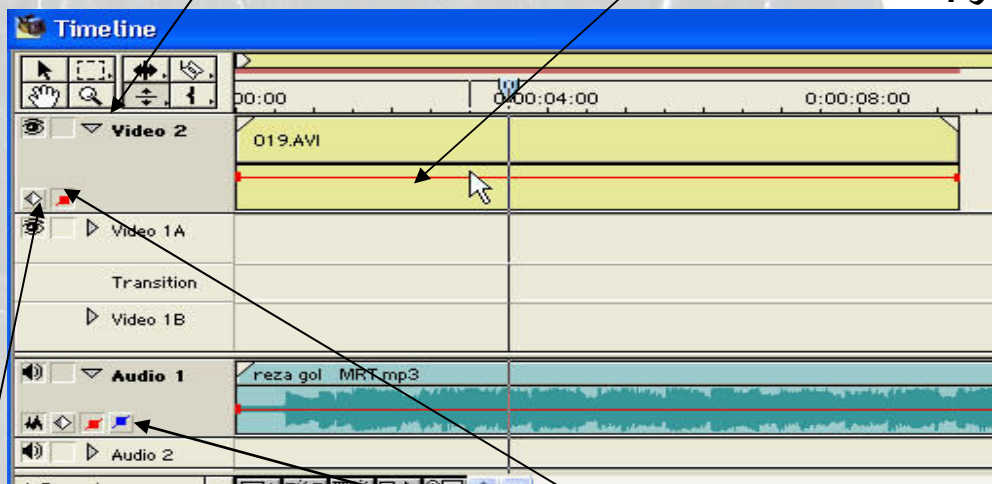 Timeline
00:00 0:00:04:00 0:00:08:00
Video 2
019.AVI
Video 1A
Transition
Video 1B
Audio 1
reza gol MRT.mp3
Audio 2